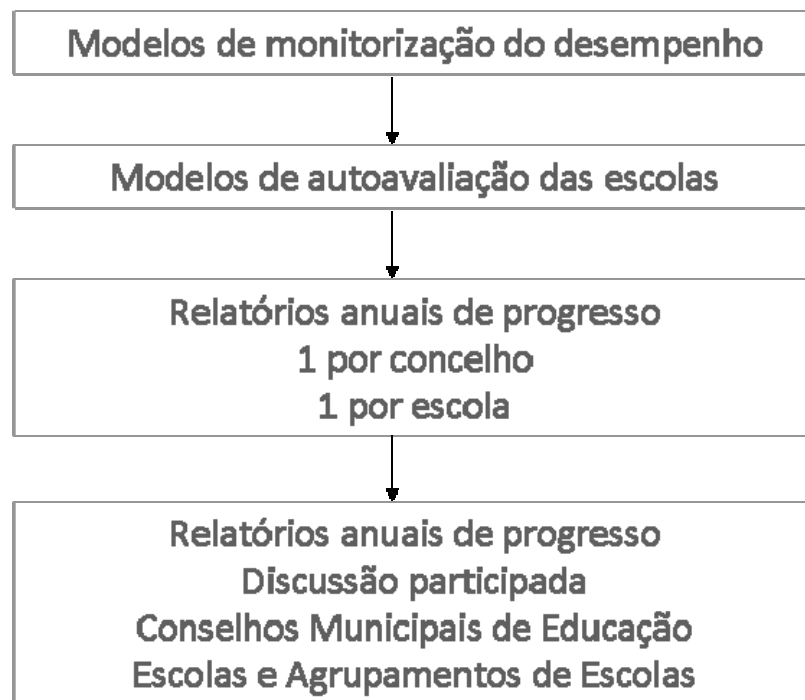 Modelos de monitorização do desempenho
Modelos de autoavaliação das escolas
Relatórios anuais de progresso
1 por concelho
1 por escola
Relatórios anuais de progresso
Discussão participada
Conselhos Municipais de Educação
Escolas e Agrupamentos de Escolas